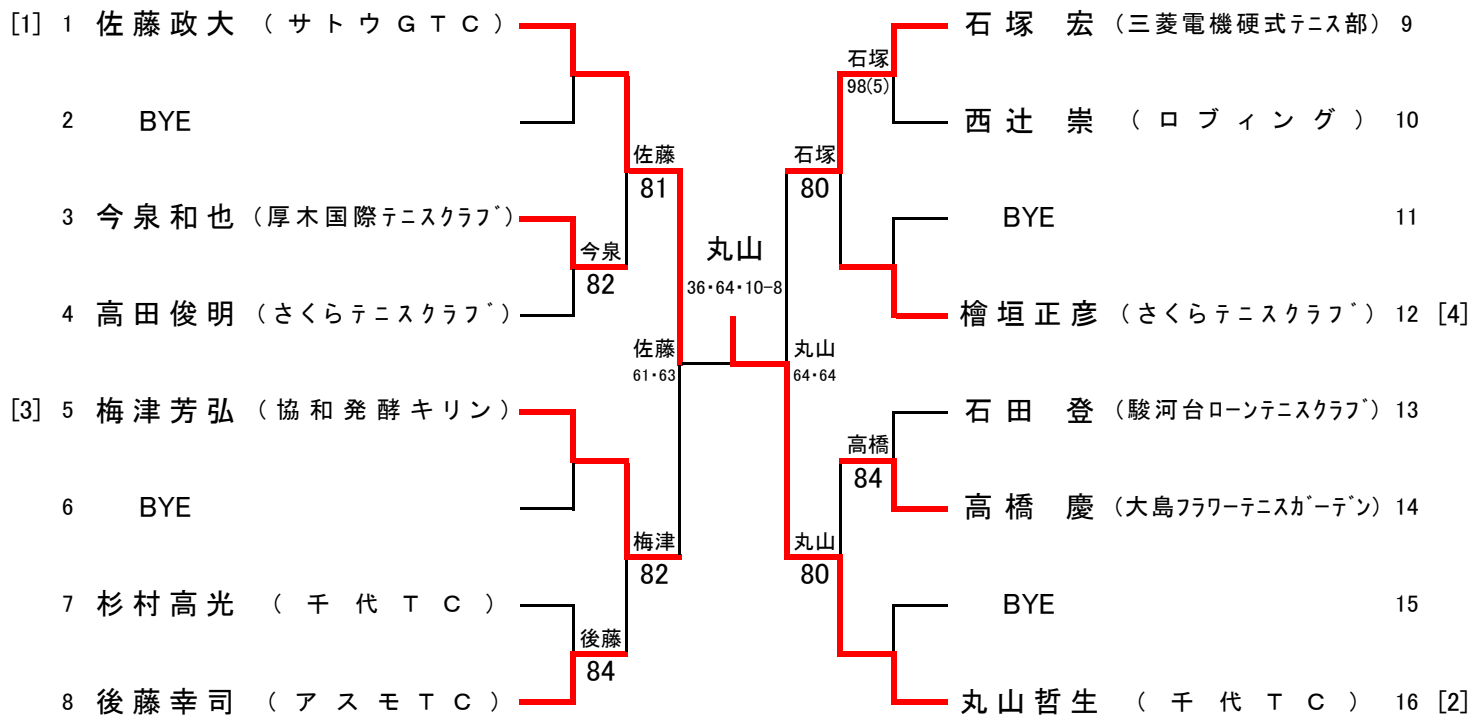 [1] 1 佐藤政大 (サトウGTC)
2 BYE
佐藤
81
3 今泉和也 (厚木国際テニスクラブ)
今泉
82
4 高田俊明 (さくらテニスクラブ)
佐藤
61・63
[3] 5 梅津芳弘 (協和発酵キリン)
6 BYE
梅津
82
7 杉村高光 (千代TC)
後藤
84
8 後藤幸司 (アスモTC)
丸山
36・64・10-8
石塚 宏 (三菱電機硬式テニス部) 9
石塚
98(5)
西辻 崇 (ロブィング) 10
石塚
80
BYE 11
檜垣正彦 (さくらテニスクラブ) 12 [4]
丸山
64・64
石田 登 (駿河台ローンテニスクラブ) 13
高橋
84
高橋 慶 (大島フラワーテニスガーデン) 14
丸山
80
BYE 15
丸山哲生 (千代TC) 16 [2]